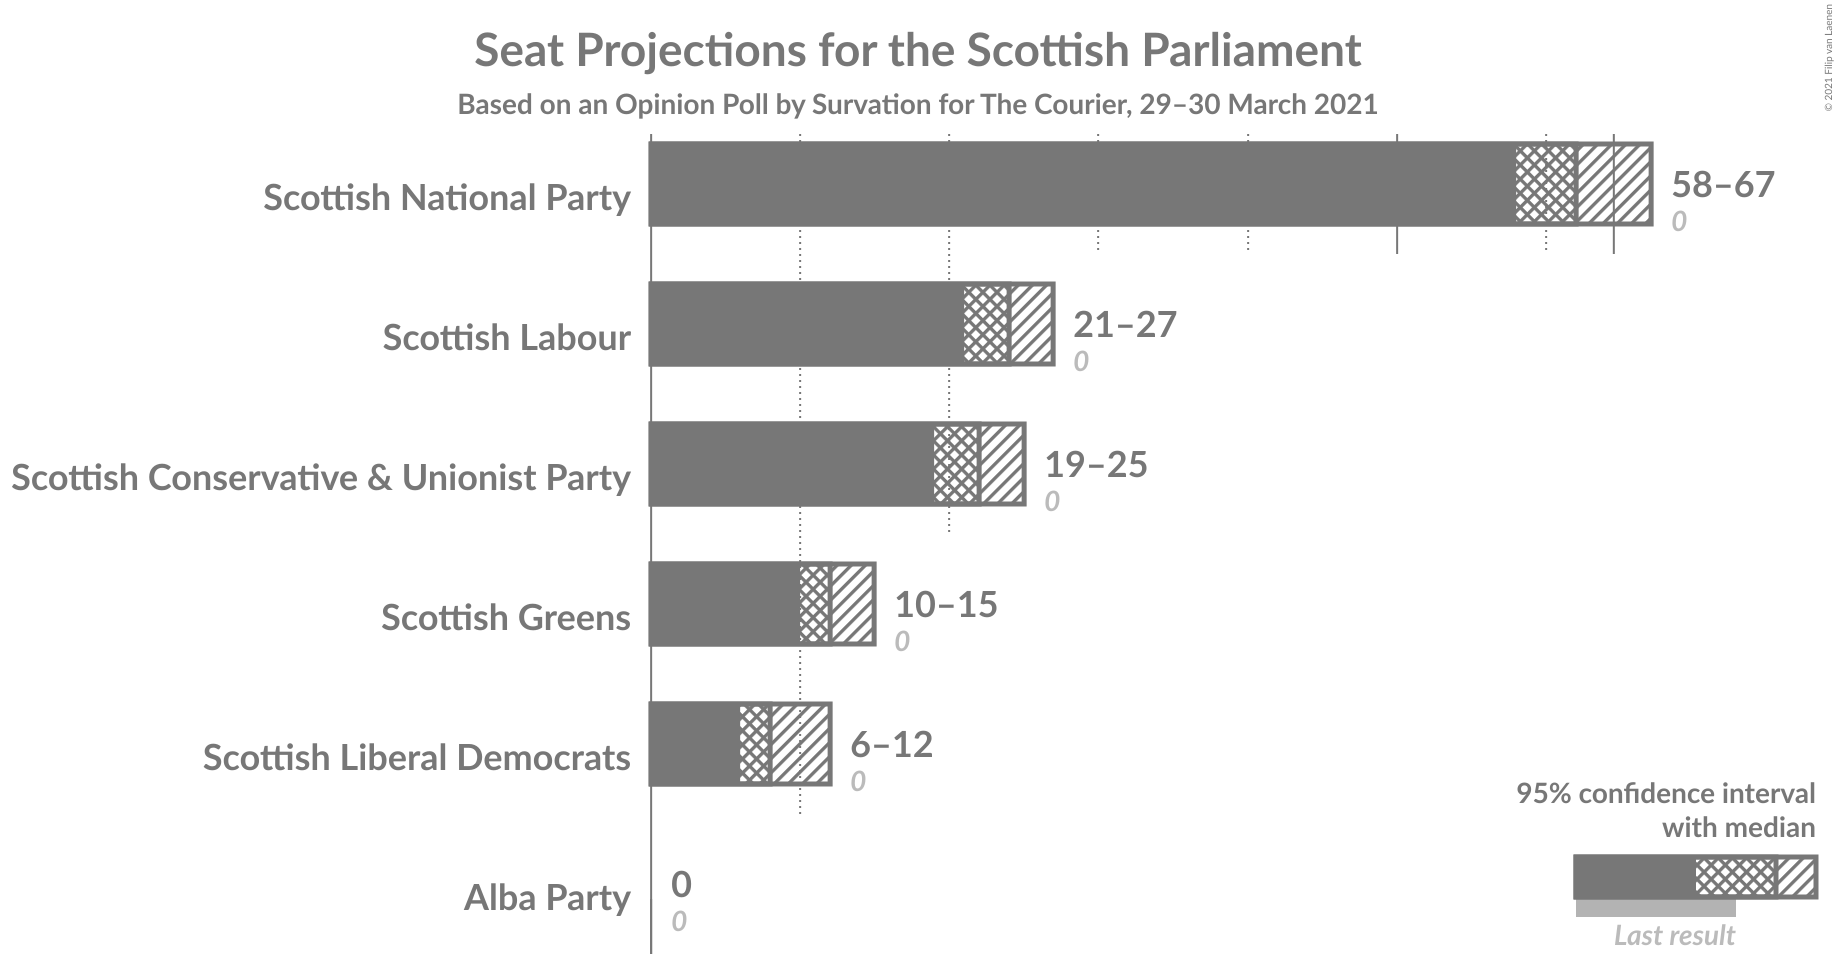 Seat Projections for the Scottish Parliament
Based on an Opinion Poll by Survation for The Courier, 29–30 March 2021
© 2021 Filip van Laenen
Scottish National Party
58–67
0
Scottish Labour
21–27
0
Scottish Conservative & Unionist Party
19–25
0
Scottish Greens
10–15
0
Scottish Liberal Democrats
6–12
0
Alba Party
0
0
95% confidence interval
with median
Last result